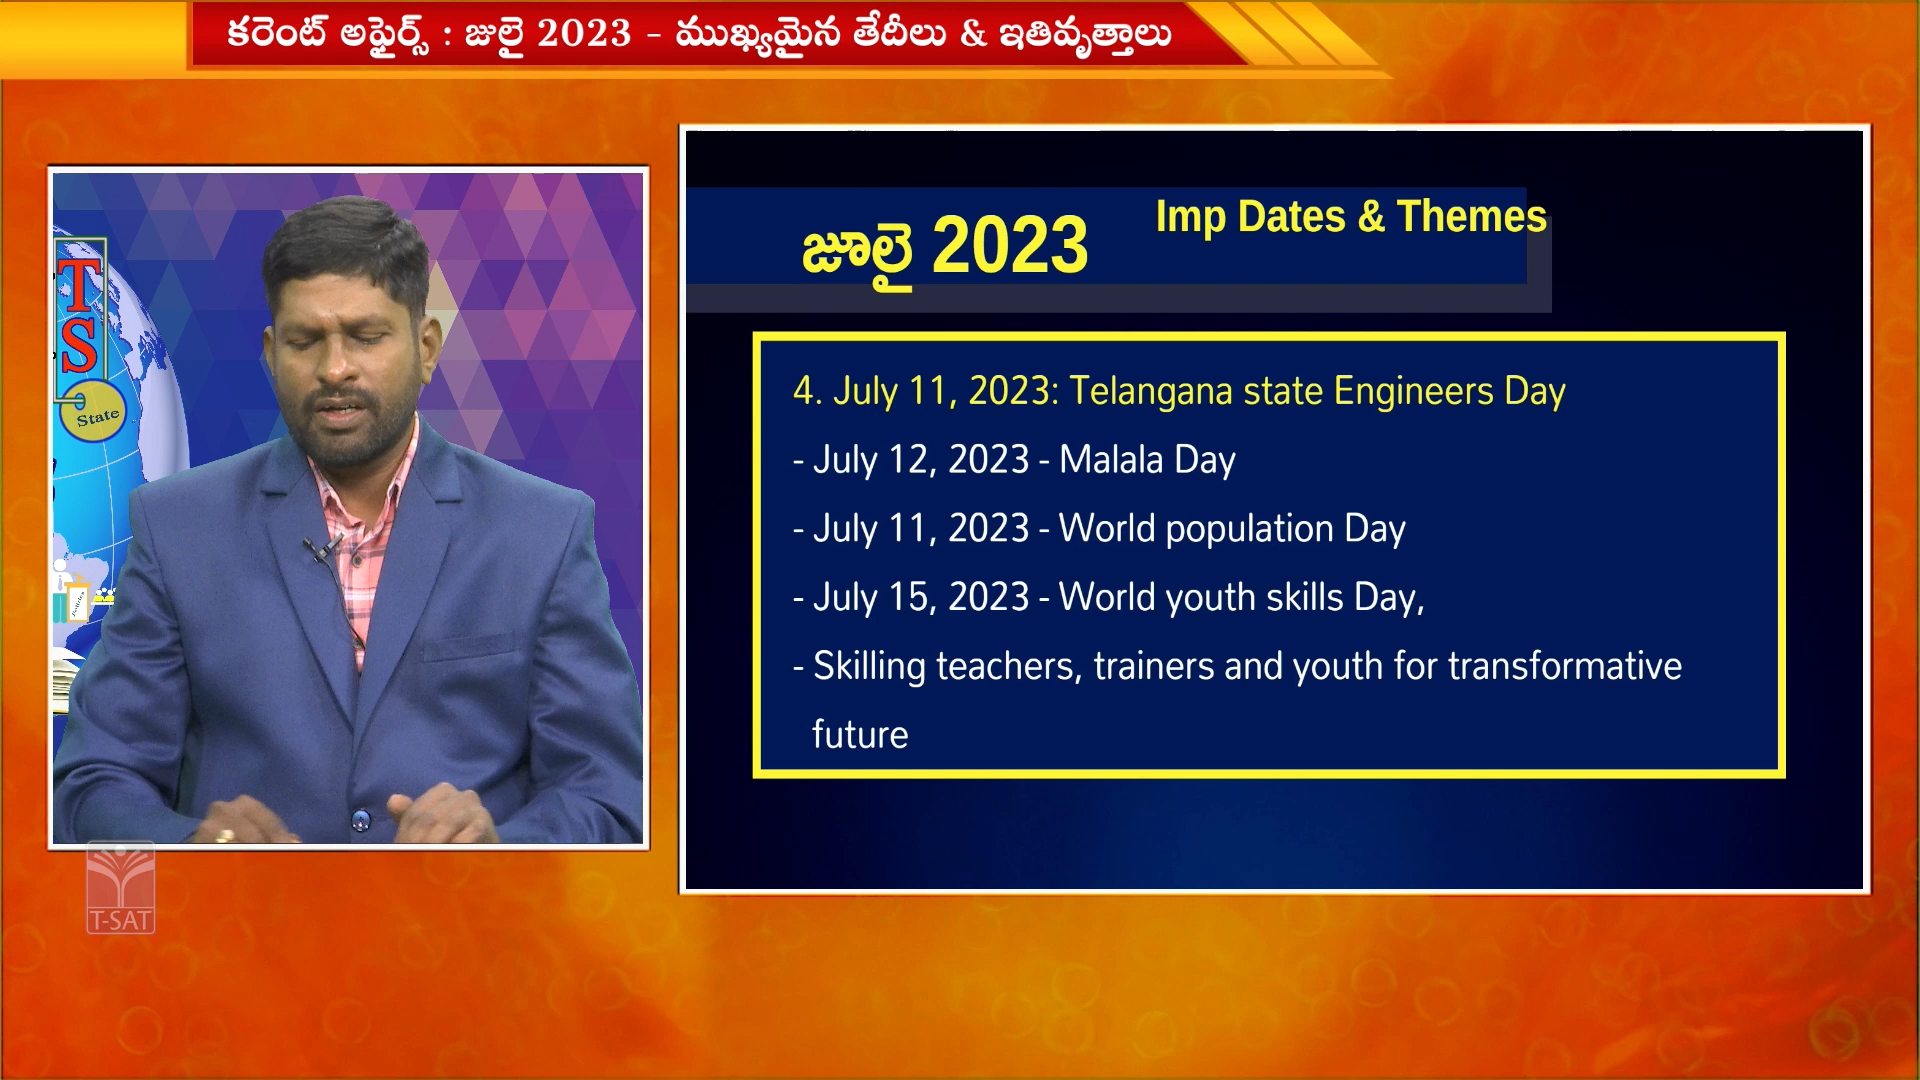 కరెంట్ అఫైర్స్ : జులై 2023 - ముఖ్యమైన తేదీలు & ఇతివృత్తాలు
జూలై 2023
Imp Dates & Themes
T
S
State
4. July 11, 2023: Telangana state Engineers Day
- July 12, 2023 - Malala Day
- July 11, 2023 - World population Day
- July 15, 2023 - World youth skills Day,
- Skilling teachers, trainers and youth for transformative
future
T-SAT